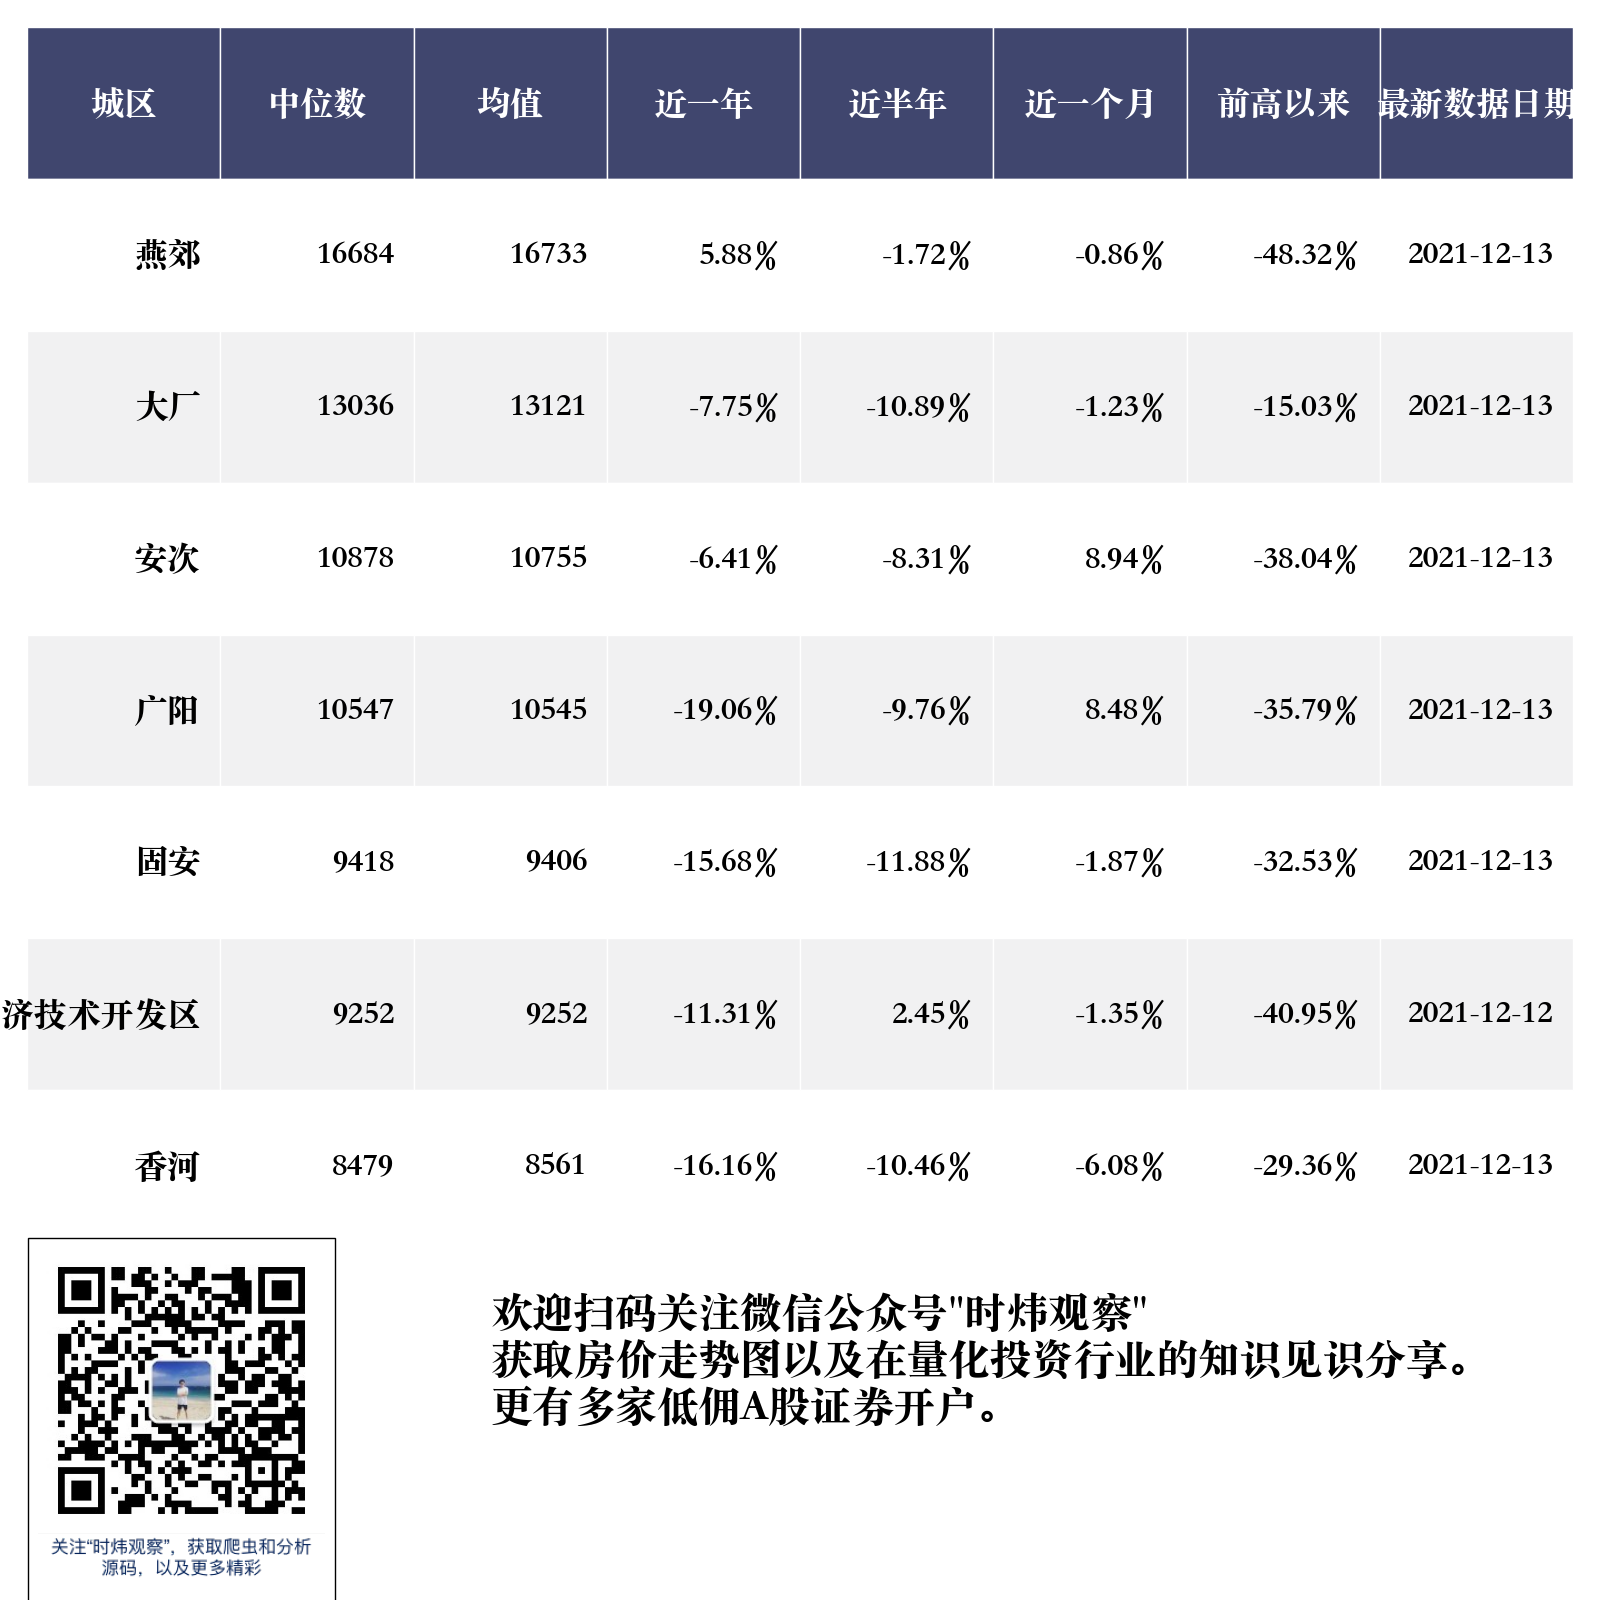 城区 中位数 均值 近一年 近半年 近一个月 前高以来 最新数据日期
燕郊 16684 16733 5.88% -1.72% -0.86% -48.32% 2021-12-13
大厂 13036 13121 -7.75% -10.89% -1.23% -15.03% 2021-12-13
安次 10878 10755 -6.41% -8.31% 8.94% -38.04% 2021-12-13
广阳 10547 10545 -19.06% -9.76% 8.48% -35.79% 2021-12-13
固安 9418 9406 -15.68% -11.88% -1.87% -32.53% 2021-12-13
济技术开发区 9252 9252 -11.31% 2.45% -1.35% -40.95% 2021-12-12
香河 8479 8561 -16.16% -10.46% -6.08% -29.36% 2021-12-13
欢迎扫码关注微信公众号"时炜观察"
获取房价走势图以及在量化投资行业的知识见识分享。
更有多家低佣A股证券开户。
关注“时炜观察”，获取爬虫和分析
源码，以及更多精彩